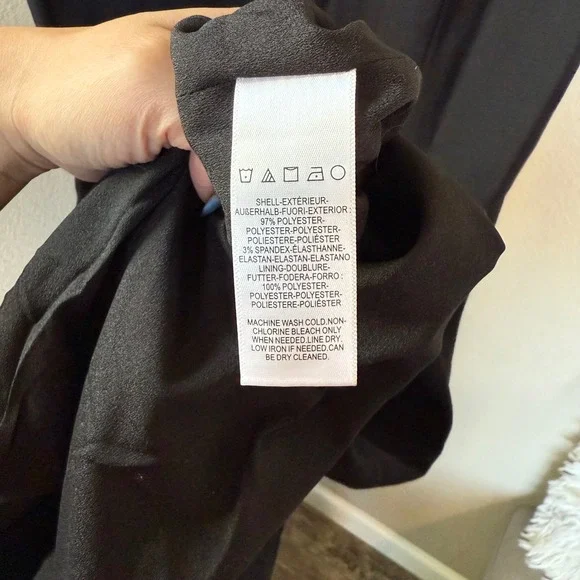 SHELL-EXTÉRIEUR-
AUßERHALB-FUORI-EXTERIOR :
97% POLYESTER-
POLYESTER-POLYESTER-
POLIESTERE-POLIÉSTER
3% SPANDEX-ÉLASTHANNE-
ELASTAN-ELASTAN-ELASTANO
LINING-DOUBLURE-
FUTTER-FODERA-FORRO :
100% POLYESTER-
POLYESTER-POLYESTER-
POLIESTERE-POLIÉSTER
MACHINE WASH COLD.NON-
CHLORINE BLEACH ONLY
WHEN NEEDED.LINE DRY.
LOW IRON IF NEEDED.CAN
BE DRY CLEANED.